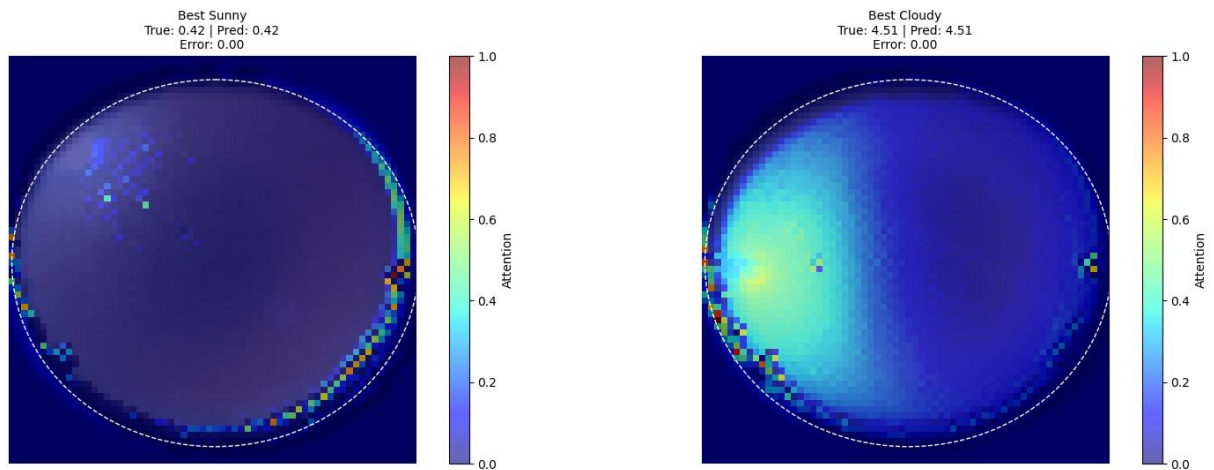 Best Sunny
True: 0.42 | Pred: 0.42
Error: 0.00
1.0
0.8
0.6
0.4
0.2
0.0
Attention
Best Cloudy
True: 4.51 | Pred: 4.51
Error: 0.00
1.0
0.8
0.6
0.4
0.2
0.0
Attention